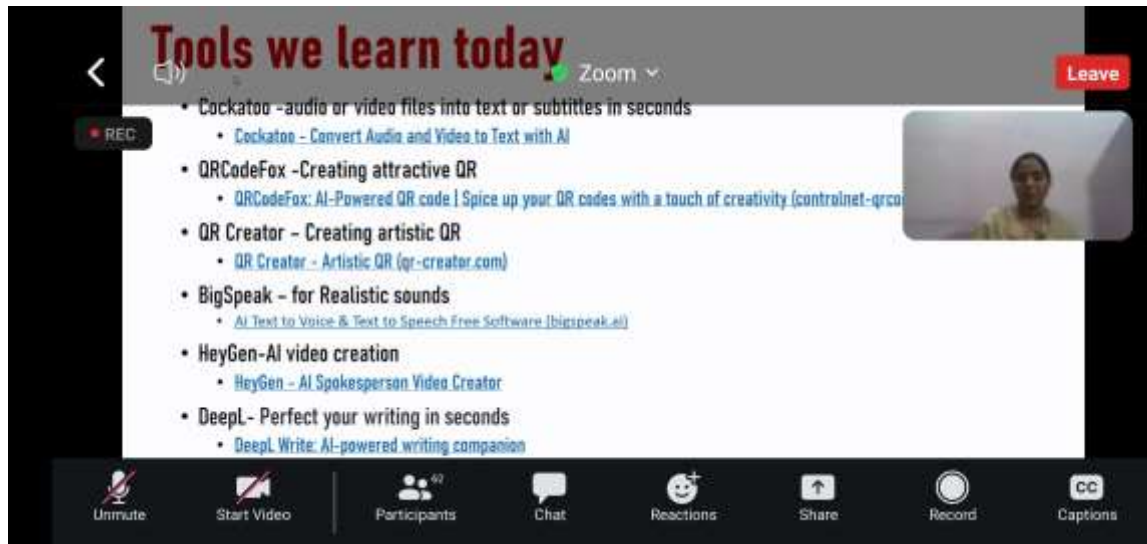 Tools we learn today
Zoom
Leave
REC
• Cockatoo -audio or video files into text or subtitles in seconds
• Cockatoo - Convert Audio and Video to Text with AI
• QRCodeFox -Creating attractive QR
• QRCodeFox: AI-Powered QR code | Spice up your QR codes with a touch of creativity (controlnet-qrco
• QR Creator – Creating artistic QR
• QR Creator - Artistic QR (qr-creator.com)
• BigSpeak – for Realistic sounds
• AI Text to Voice & Text to Speech Free Software (bigspeak.ai)
• HeyGen-AI video creation
• HeyGen - AI Spokesperson Video Creator
• DeepL- Perfect your writing in seconds
• DeepL Write: AI-powered writing companion
Unmute
Start Video
Participants
Chat
Reactions
Share
Record
CC
Captions